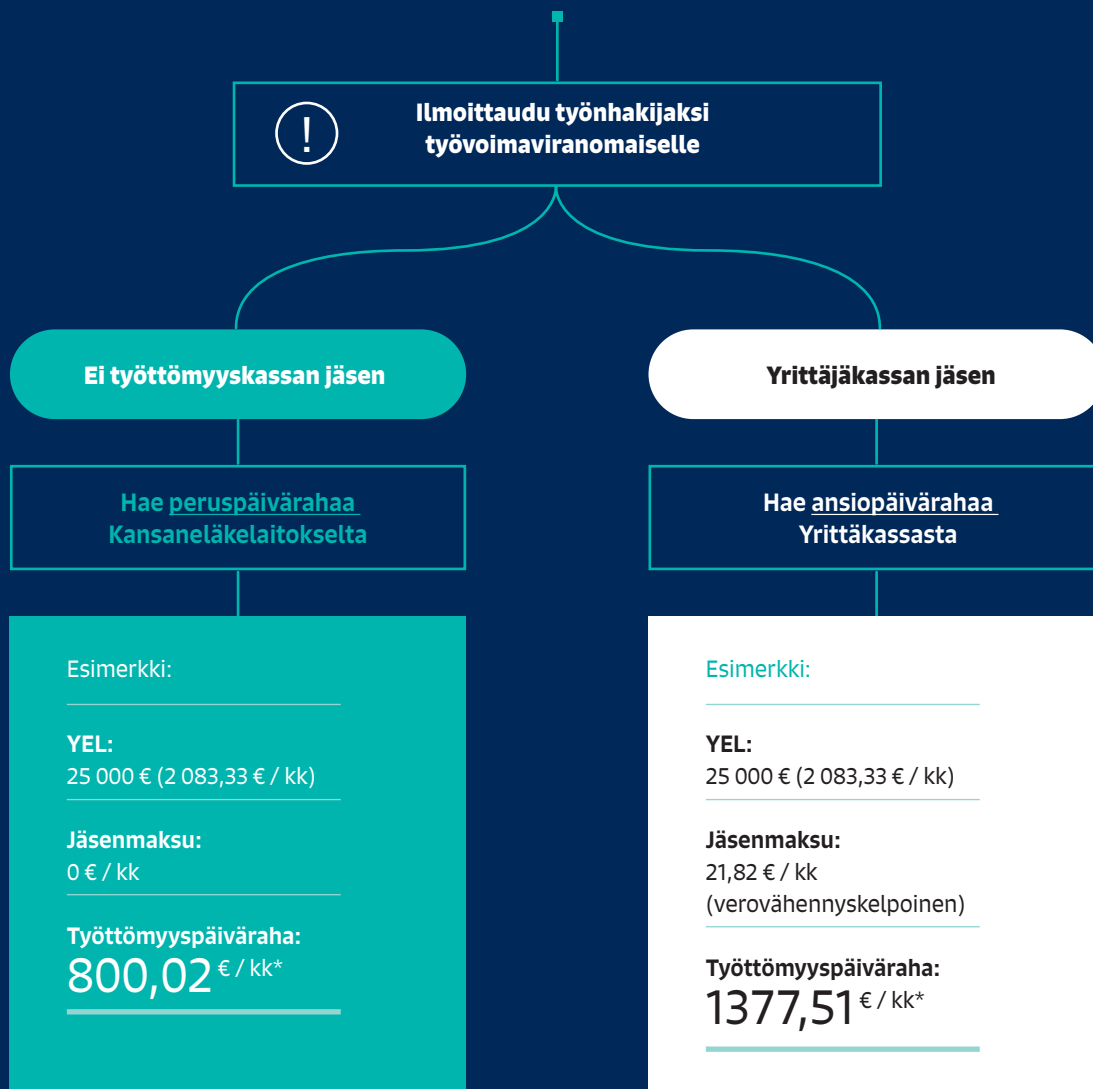 !
Ilmoittaudu työnhakijaksi
työvoimaviranomaiselle
Ei työttömyyskassan jäsen
Hae peruspäivärahaa
Kansaneläkelaitokselta
Esimerkki:
YEL:
25 000 € (2 083,33 € / kk)
Jäsenmaksu:
0 € / kk
Työttömyyspäiväraha:
800,02 € / kk*
Yrittäjäkassan jäsen
Hae ansiopäivärahaa
Yrittäkassasta
Esimerkki:
YEL:
25 000 € (2 083,33 € / kk)
Jäsenmaksu:
21,82 € / kk
(verovähennyskelpoinen)
Työttömyyspäiväraha:
1377,51 € / kk*